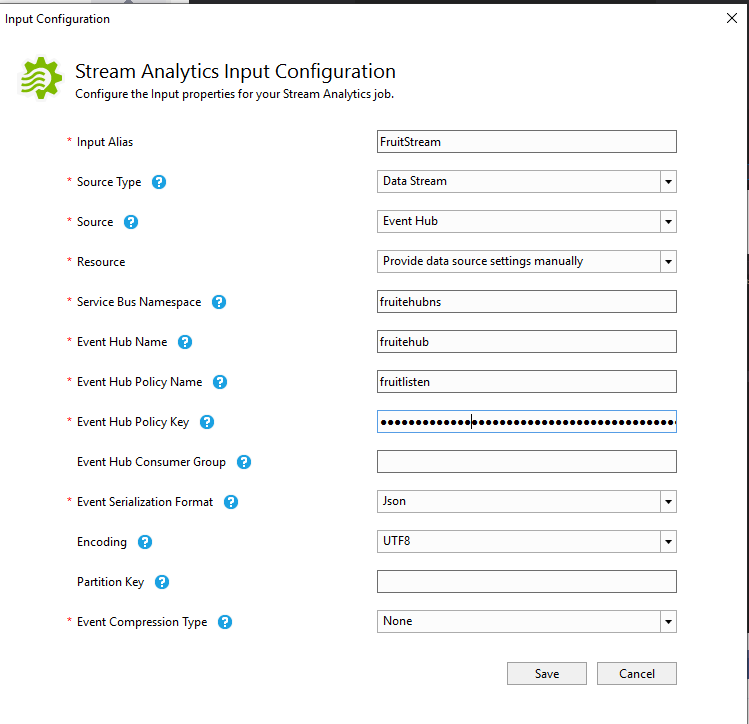 Input Configuration
Stream Analytics Input Configuration
Configure the Input properties for your Stream Analytics job.
* Input Alias FruitStream
* Source Type ? Data Stream
* Source ? Event Hub
* Resource Provide data source settings manually
* Service Bus Namespace ? fruitehubns
* Event Hub Name ? fruitehub
* Event Hub Policy Name ? fruitlisten
* Event Hub Policy Key ? ●●●●●●●●●●●●●●●●●●●●●●●●●●●●●●●●●●●●●●●●●●●
Event Hub Consumer Group ?
* Event Serialization Format ? Json
Encoding ? UTF8
Partition Key ?
* Event Compression Type ? None
Save Cancel